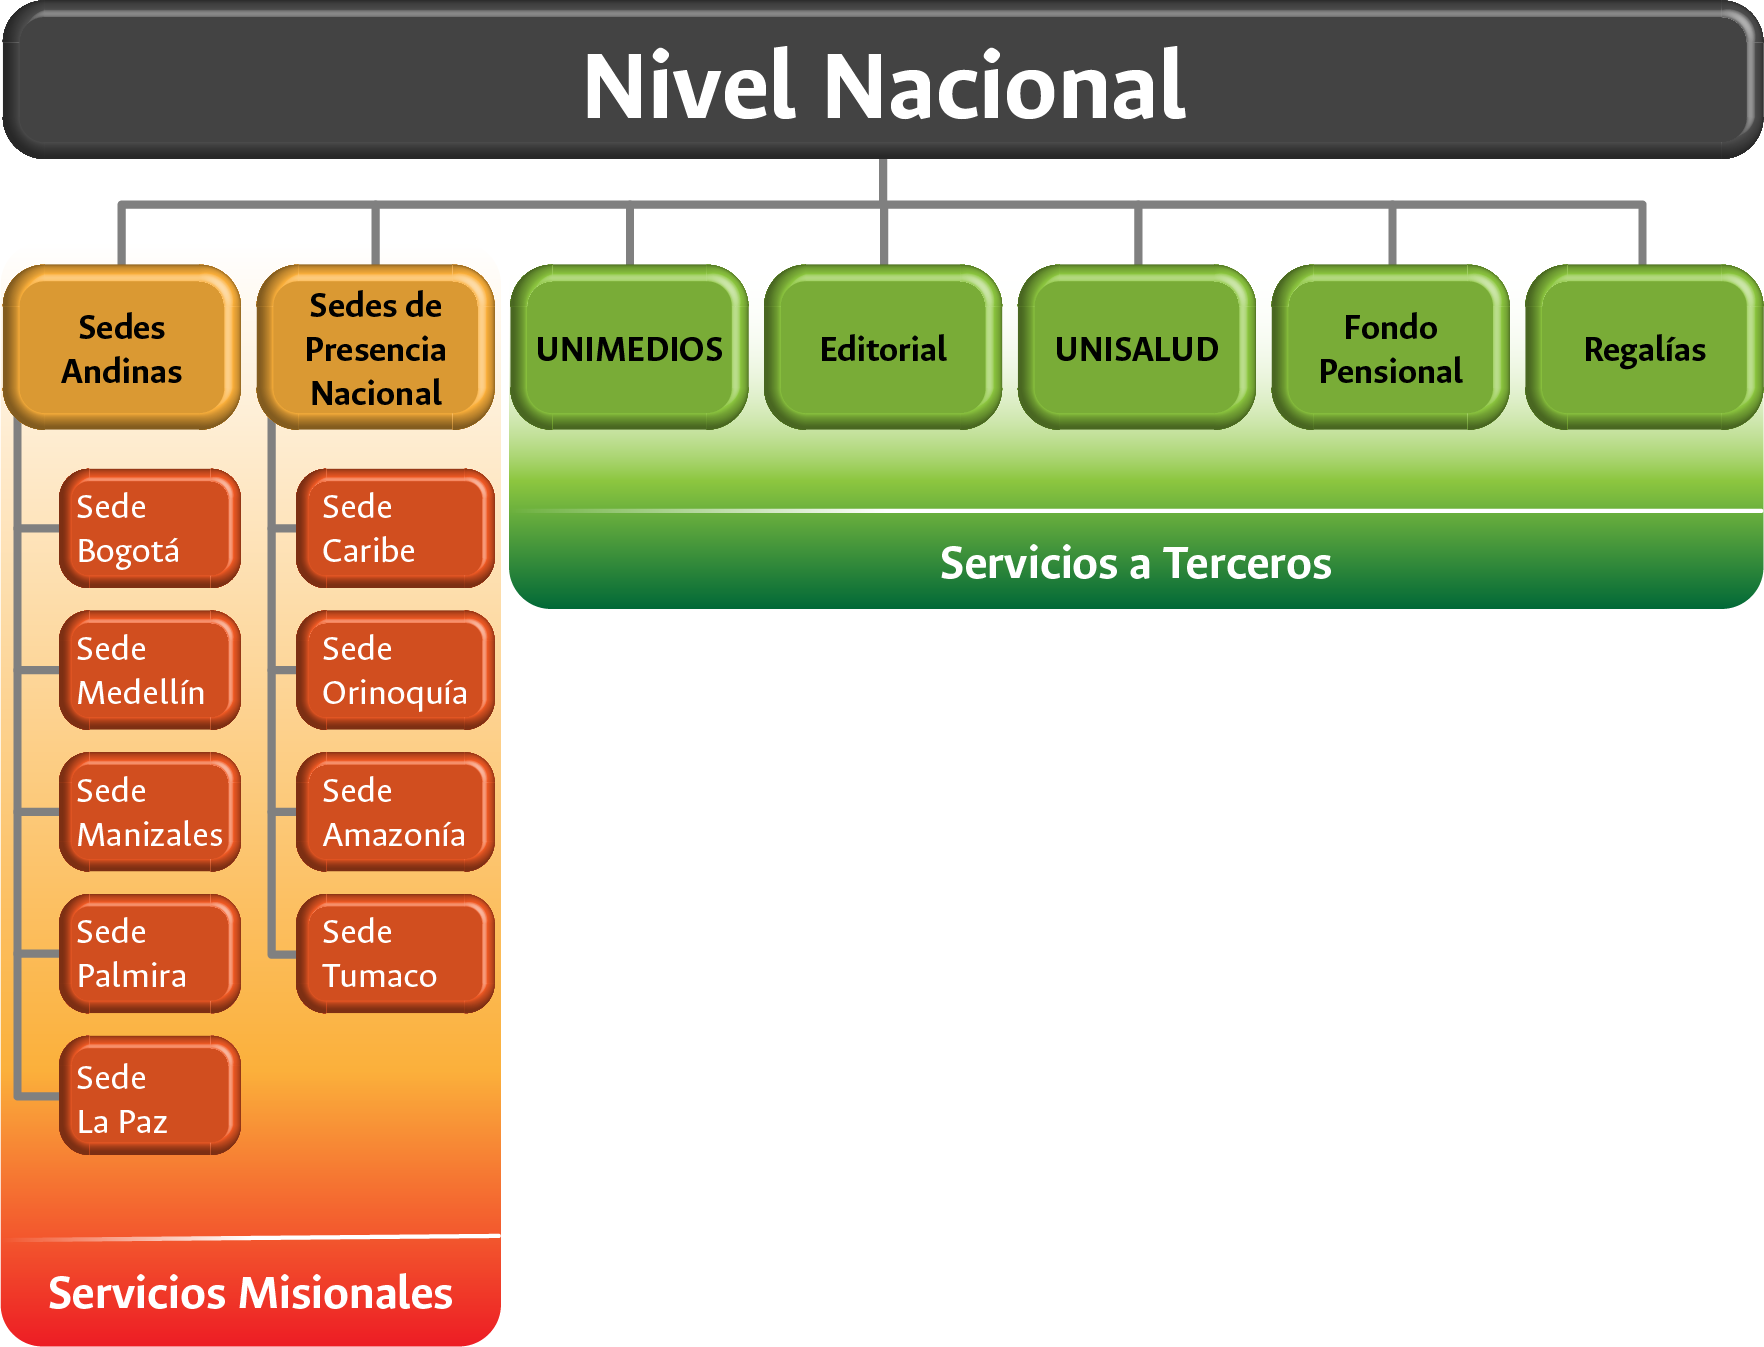 Nivel Nacional
Sedes
Andinas
Sedes de
Presencia
Nacional
UNIMEDIOS
Editorial
UNISALUD
Fondo
Pensional
Regalías
Sede
Bogotá
Sede
Medellín
Sede
Manizales
Sede
Palmira
Sede
La Paz
Sede
Caribe
Sede
Orinoquía
Sede
Amazonía
Sede
Tumaco
Servicios a Terceros
Servicios Misionales